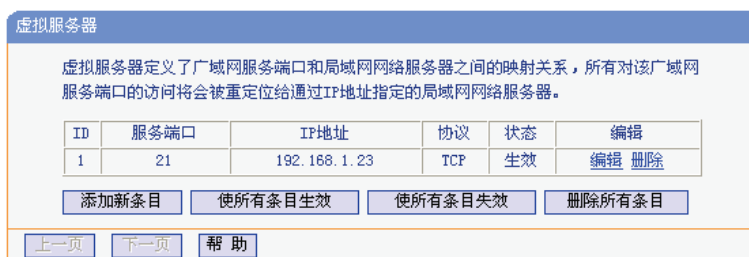 虚拟服务器
虚拟服务器定义了广域网服务端口和局域网网络服务器之间的映射关系，所有对该广域网
服务端口的访问将会被重定位给通过IP地址指定的局域网网络服务器。
ID 服务端口 IP地址 协议 状态 编辑
1 21 192.168.1.23 TCP 生效 编辑 删除
添加新条目 使所有条目生效 使所有条目失效 删除所有条目
上一页 下一页 帮 助